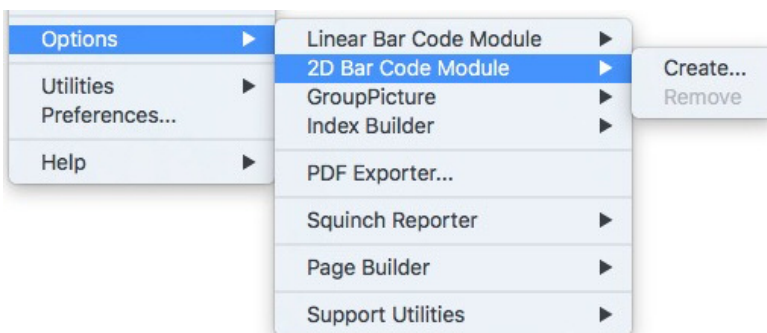 Options
Utilities
Preferences...
Help
Linear Bar Code Module
2D Bar Code Module
GroupPicture
Index Builder
PDF Exporter...
Squinch Reporter
Page Builder
Support Utilities
Create...
Remove